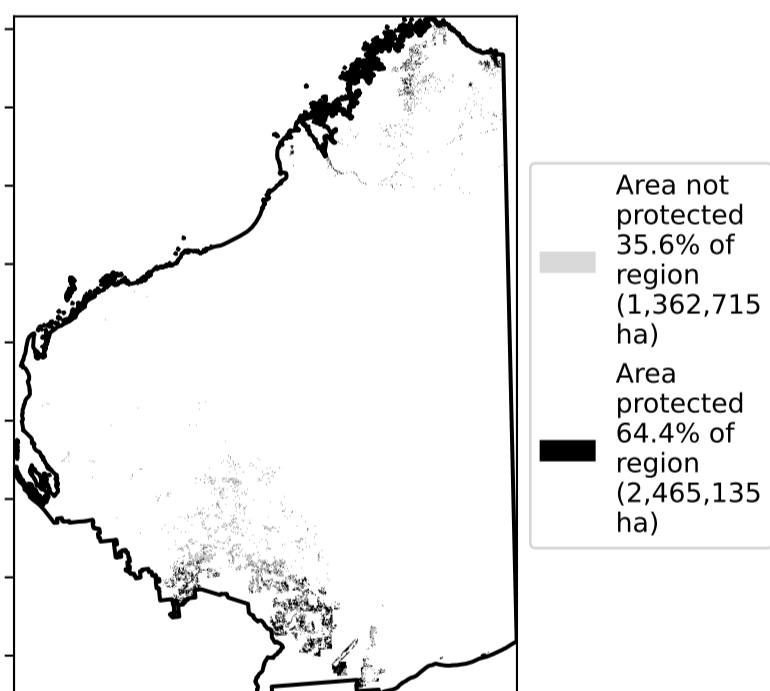 Area not
protected
35.6% of
region
(1,362,715
ha)
Area
protected
64.4% of
region
(2,465,135
ha)